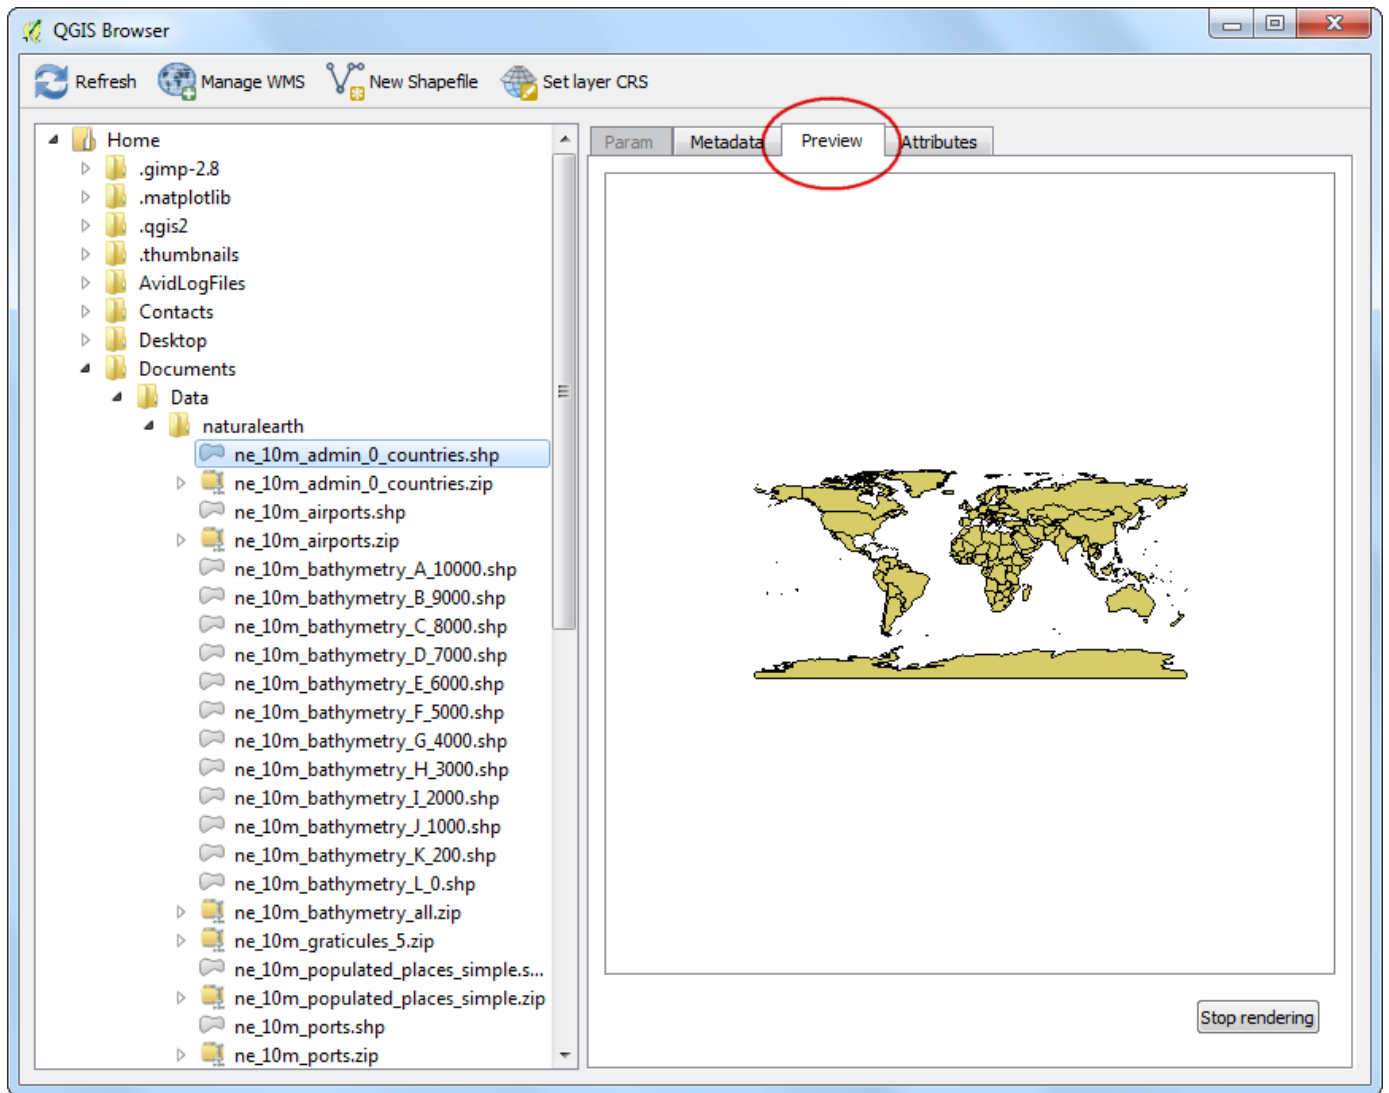 QGIS Browser
Refresh Manage WMS New Shapefile Set layer CRS
Home
.gimp-2.8
.matplotlib
.qgis2
.thumbnails
AvidLogFiles
Contacts
Desktop
Documents
Data
naturalearth
ne_10m_admin_0_countries.shp
ne_10m_admin_0_countries.zip
ne_10m_airports.shp
ne_10m_airports.zip
ne_10m_bathymetry_A_10000.shp
ne_10m_bathymetry_B_9000.shp
ne_10m_bathymetry_C_8000.shp
ne_10m_bathymetry_D_7000.shp
ne_10m_bathymetry_E_6000.shp
ne_10m_bathymetry_F_5000.shp
ne_10m_bathymetry_G_4000.shp
ne_10m_bathymetry_H_3000.shp
ne_10m_bathymetry_I_2000.shp
ne_10m_bathymetry_J_1000.shp
ne_10m_bathymetry_K_200.shp
ne_10m_bathymetry_L_0.shp
ne_10m_bathymetry_all.zip
ne_10m_graticules_5.zip
ne_10m_populated_places_simple.s...
ne_10m_populated_places_simple.zip
ne_10m_ports.shp
ne_10m_ports.zip
Param Metadata Preview Attributes
Stop rendering